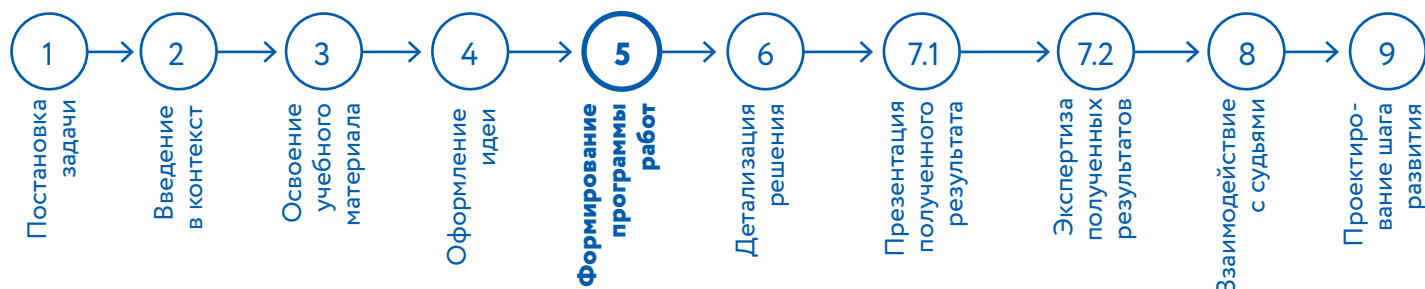 1
Постановка
задачи
2
Введение
в контекст
3
Освоение
учебного
материала
4
Оформление
идеи
5
Формирование
программы
работ
6
Детализация
решения
7.1
Презентация
полученного
результата
7.2
Экспертиза
полученных
результатов
8
Взаимодействие
с судьями
9
Проектиро-
вание шага
развития